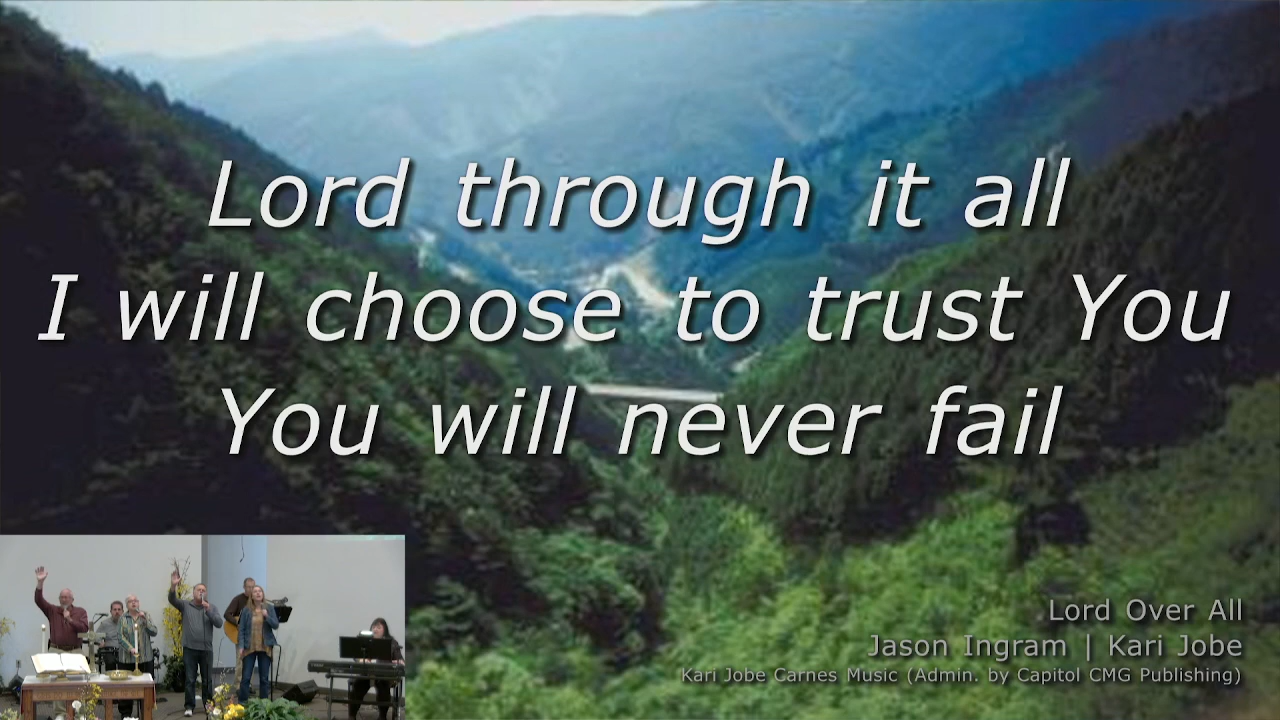 Lord through it all
I will choose to trust You
You will never fail
Lord Over All
Jason Ingram | Kari Jobe
Kari Jobe Carnes Music (Admin. by Capitol CMG Publishing)